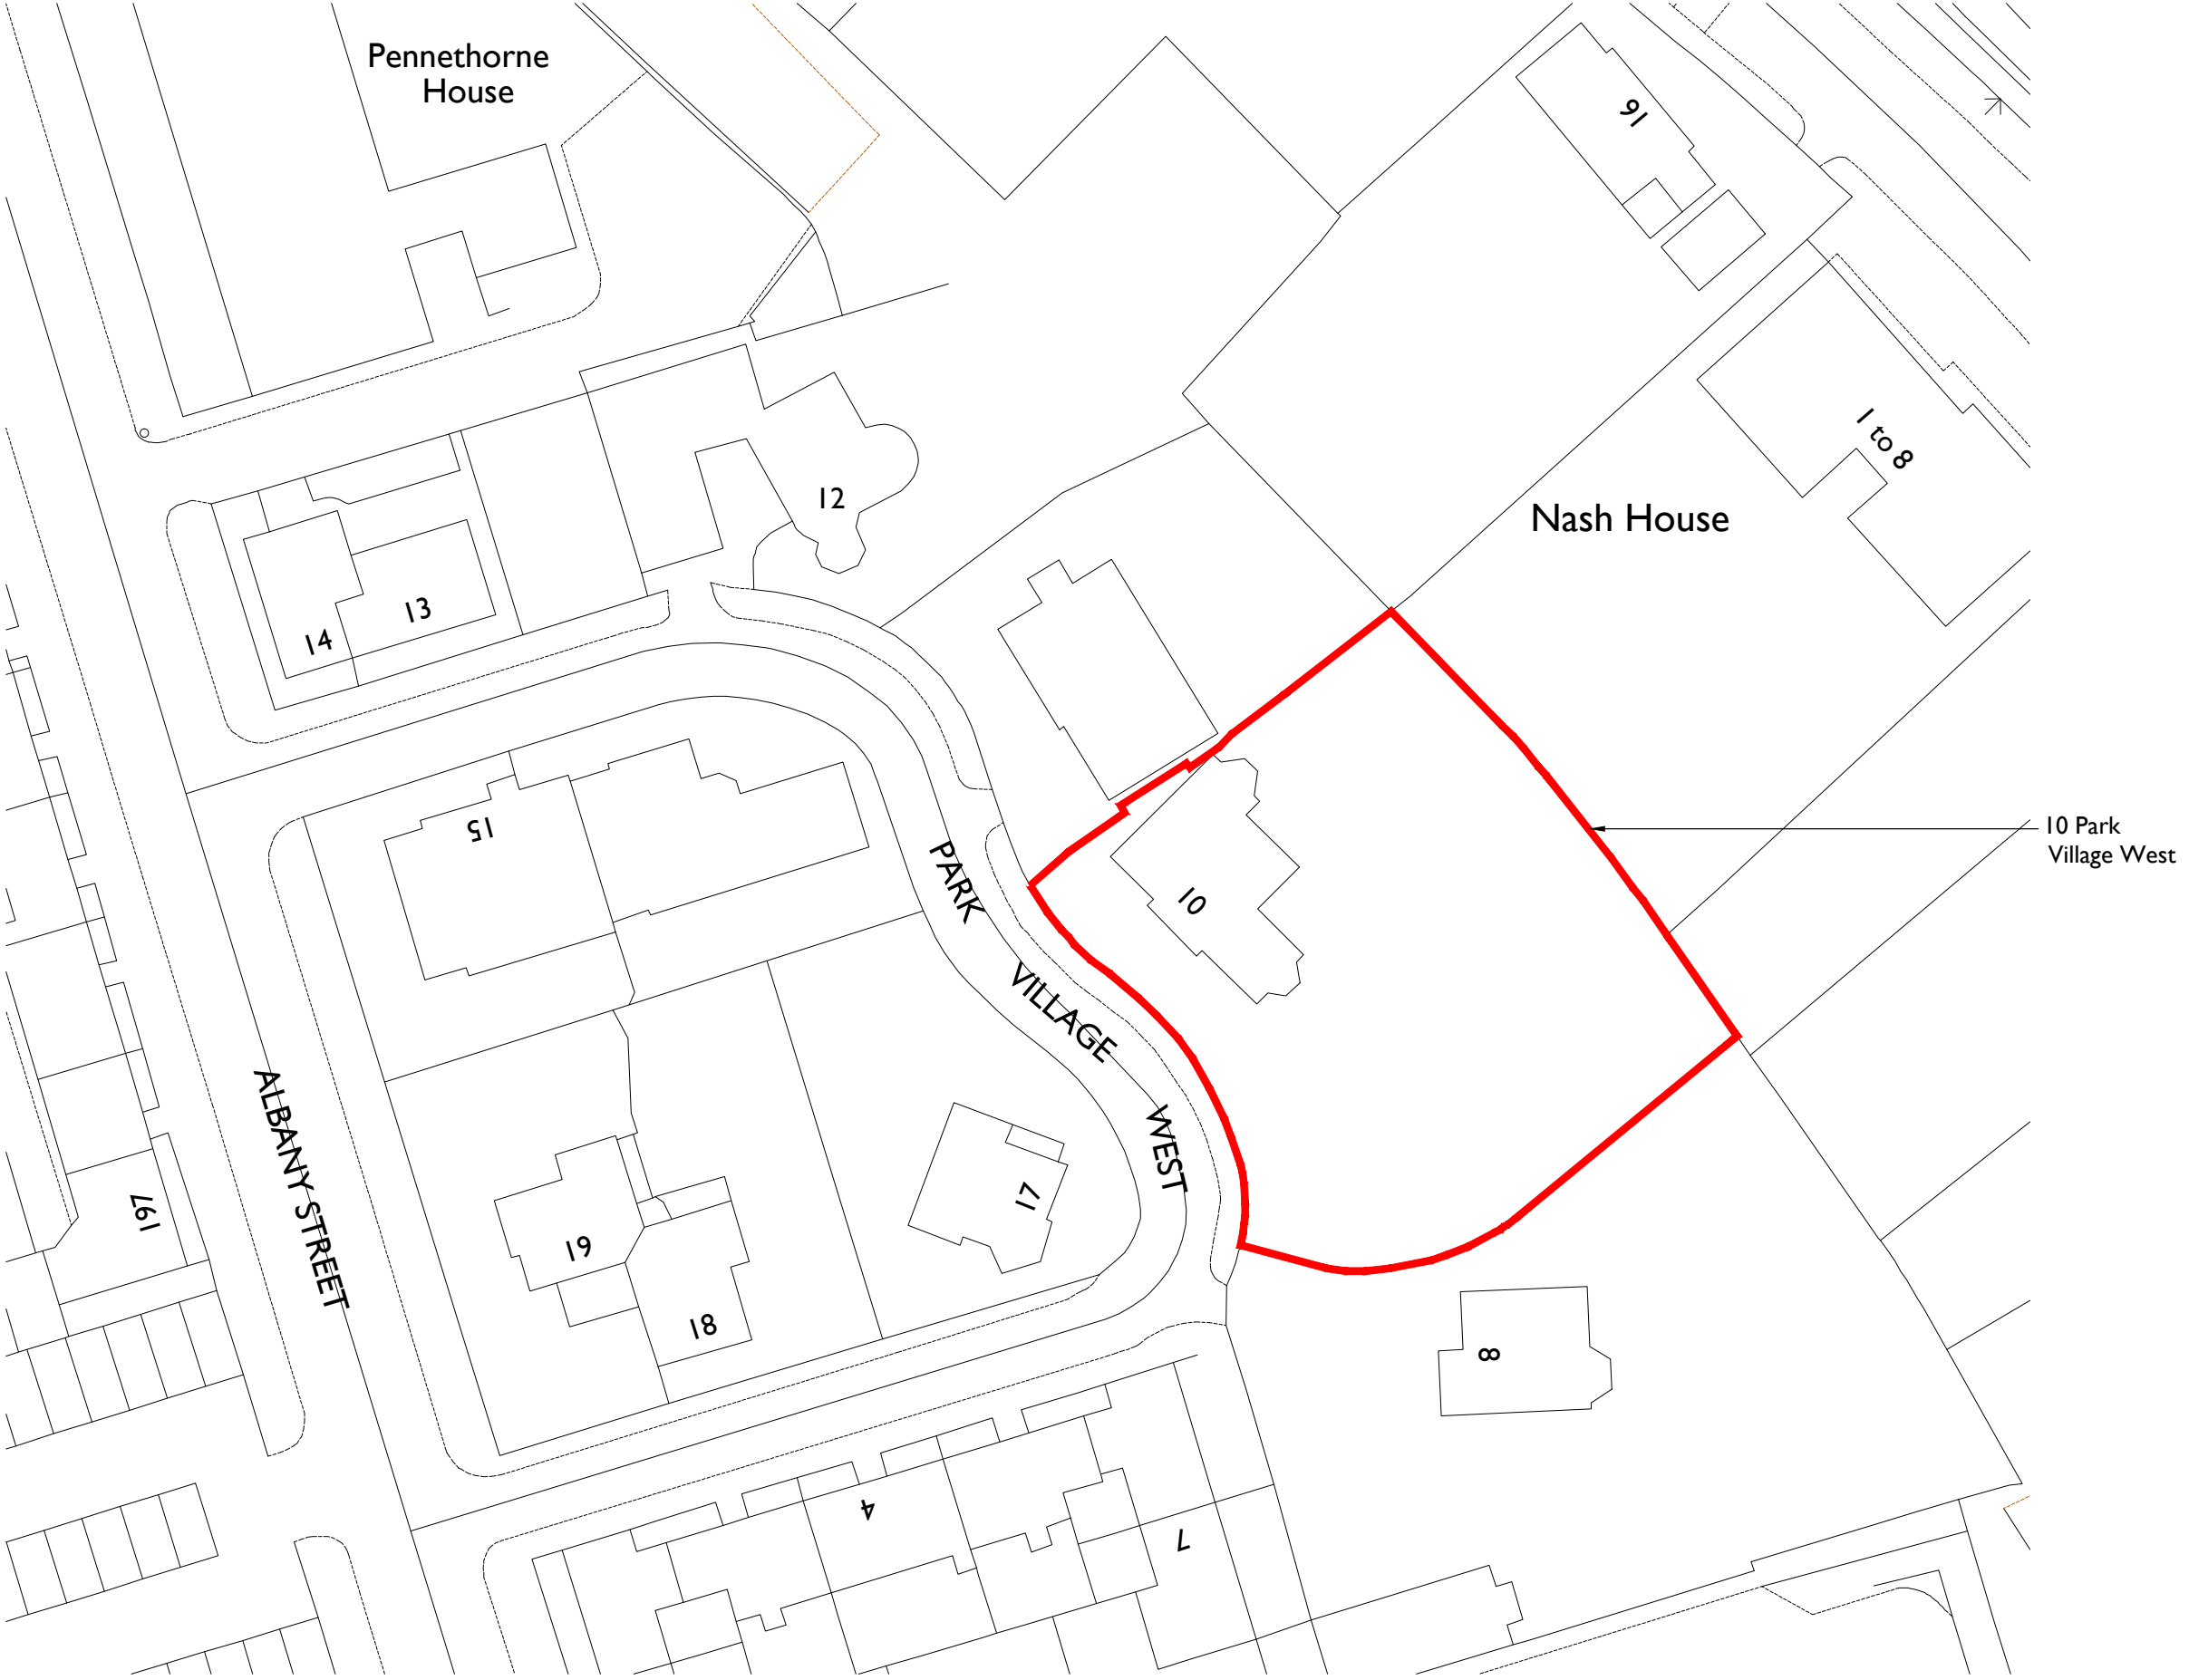 Pennethorne
House
16
1 to 8
12
Nash House
13
14
15
PARK
VILLAGE
WEST
10
10 Park
Village West
ALBANY STREET
197
17
19
18
8
4
7